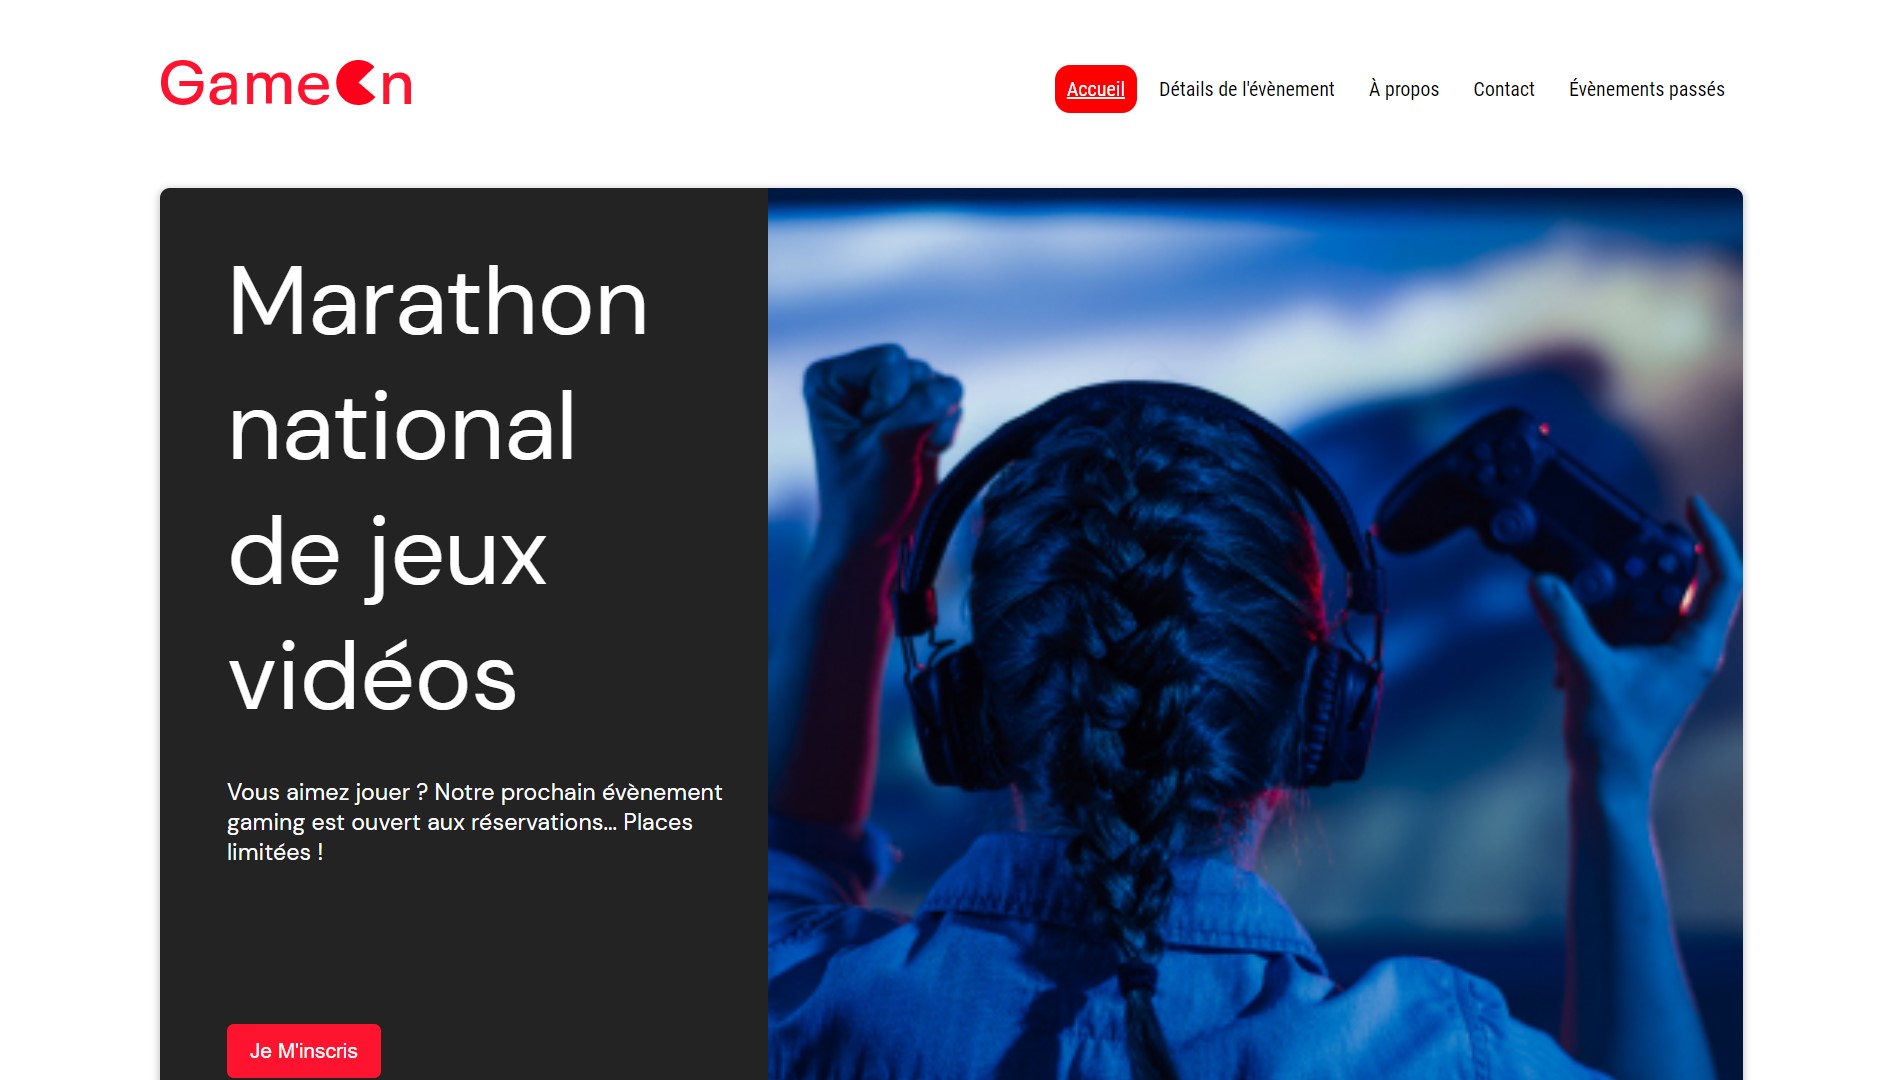 GameOn
Accueil Détails de l'évènement À propos Contact Évènements passés
Marathon
national
de jeux
vidéos
Vous aimez jouer ? Notre prochain évènement
gaming est ouvert aux réservations... Places
limitées !
Je M'inscris